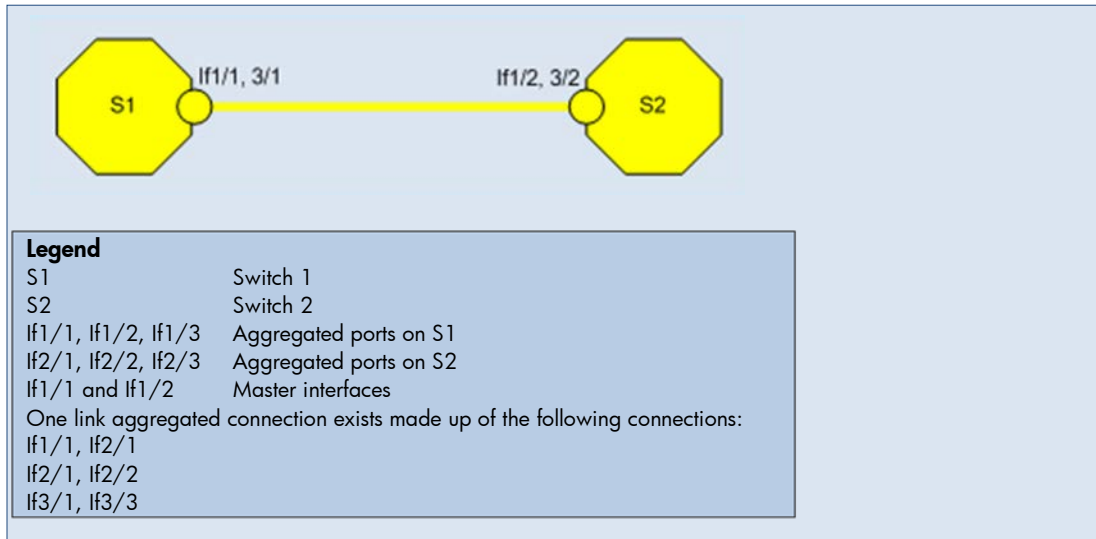 If1/1, 3/1
If1/2, 3/2
S1
S2
Legend
S1 Switch 1
S2 Switch 2
If1/1, If1/2, If1/3 Aggregated ports on S1
If2/1, If2/2, If2/3 Aggregated ports on S2
If1/1 and If1/2 Master interfaces
One link aggregated connection exists made up of the following connections:
If1/1, If2/1
If2/1, If2/2
If3/1, If3/3